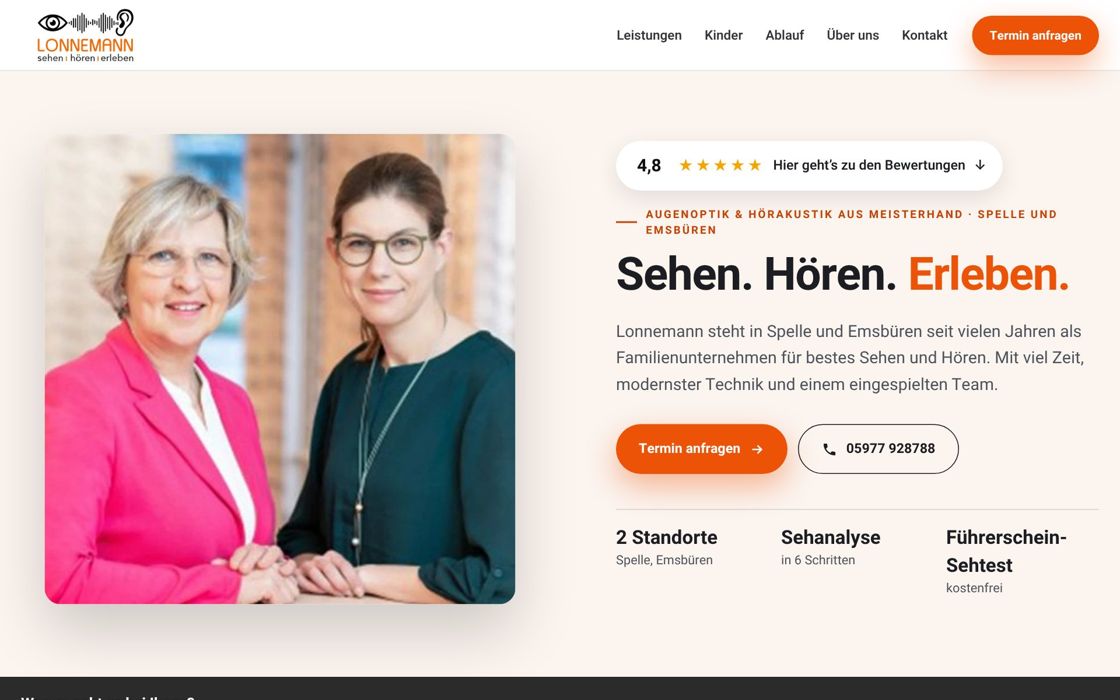 LONNEMANN
sehen | hören | erleben
Leistungen
Kinder
Ablauf
Über uns
Kontakt
Termin anfragen
4,8 ★★★★★ Hier geht’s zu den Bewertungen ↓
AUGENOPTIK & HÖRAKUSTIK AUS MEISTERHAND · SPELLE UND
EMSBÜREN
Sehen. Hören. Erleben.
Lonnemann steht in Spelle und Emsbüren seit vielen Jahren als
Familienunternehmen für bestes Sehen und Hören. Mit viel Zeit,
modernster Technik und einem eingespielten Team.
Termin anfragen →
05977 928788
2 Standorte
Spelle, Emsbüren
Sehanalyse
in 6 Schritten
Führerschein-
Sehtest
kostenfrei